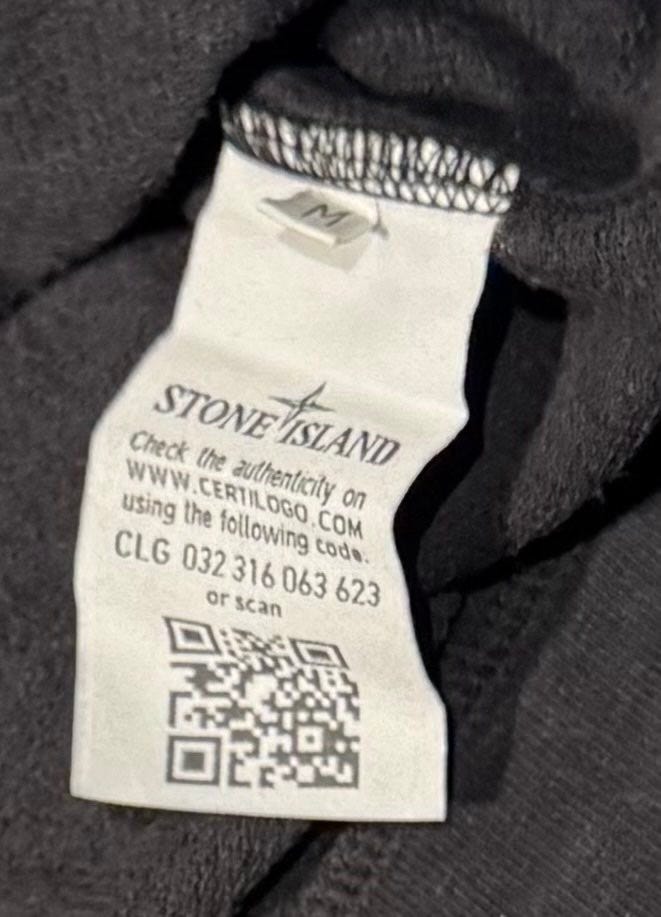 M
STONE ISLAND
Check the authenticity on
WWW.CERTILOGO.COM
using the following code.
CLG 032 316 063 623
or scan